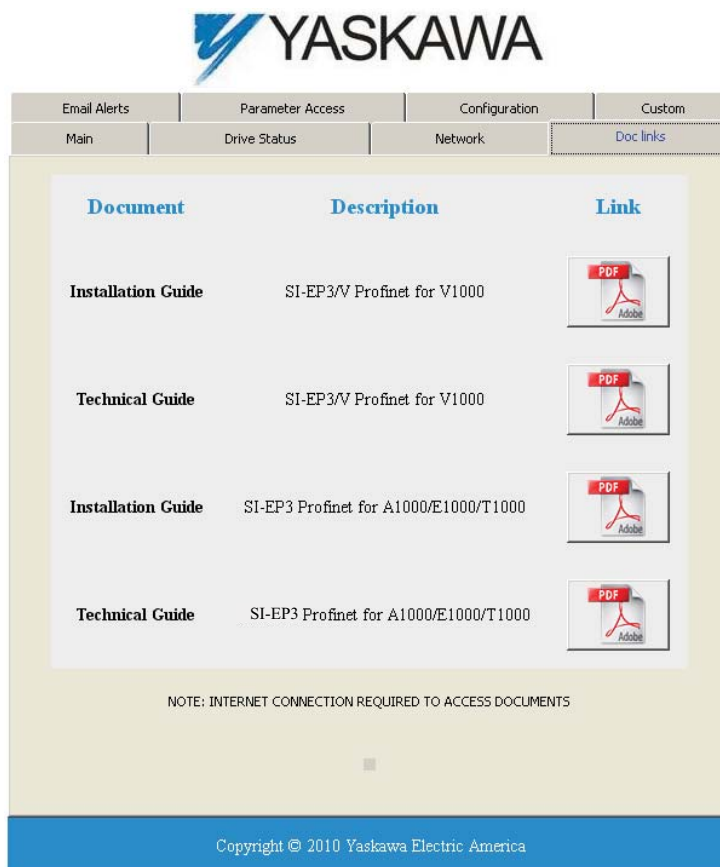 YASKAWA
Email Alerts Parameter Access Configuration Custom
Main Drive Status Network Doc links
Document Description Link
Installation Guide SI-EP3/V Profinet for V1000 PDF Adobe
Technical Guide SI-EP3/V Profinet for V1000 PDF Adobe
Installation Guide SI-EP3 Profinet for A1000/E1000/T1000 PDF Adobe
Technical Guide SI-EP3 Profinet for A1000/E1000/T1000 PDF Adobe
NOTE: INTERNET CONNECTION REQUIRED TO ACCESS DOCUMENTS
Copyright © 2010 Yaskawa Electric America